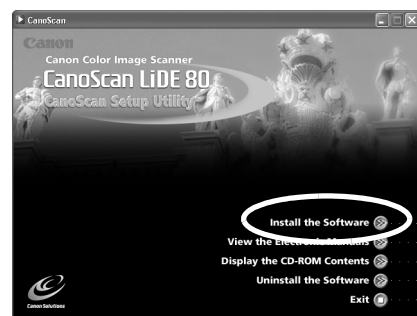 CanoScan
Canon
Canon Color Image Scanner
CanoScan LiDE 80
CanoScan Setup Utility
Install the Software
View the Electronic Manuals
Display the CD-ROM Contents
Uninstall the Software
Exit
Canon Solutions